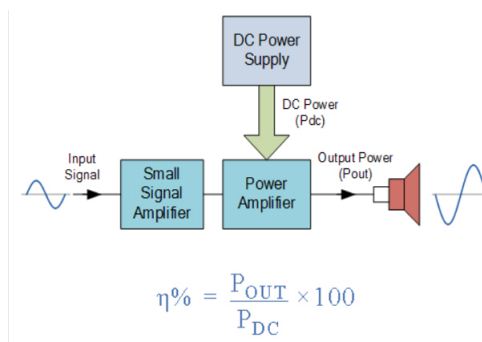 DC Power
Supply
DC Power
(Pdc)
Input
Signal
Small
Signal
Amplifier
Power
Amplifier
Output Power
(Pout)
η% = P_OUT / P_DC × 100